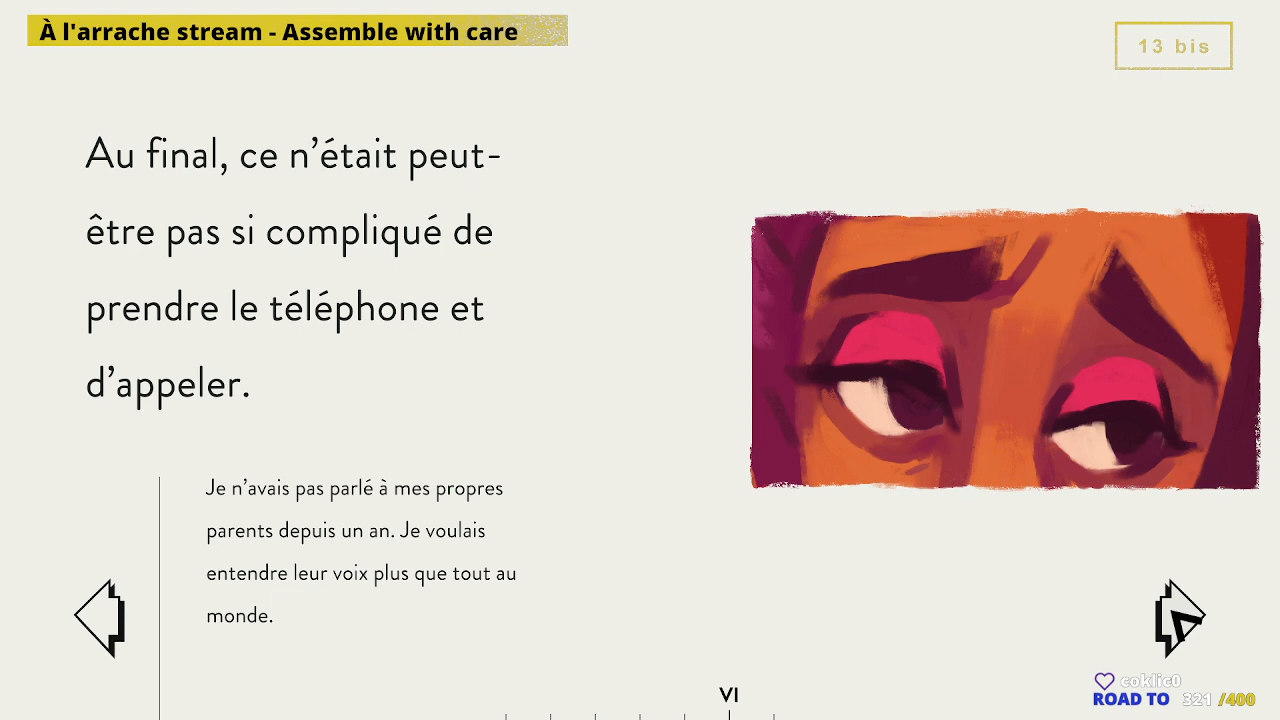 À l'arrache stream - Assemble with care
13 bis
Au final, ce n’était peut-
être pas si compliqué de
prendre le téléphone et
d’appeler.
Je n’avais pas parlé à mes propres
parents depuis un an. Je voulais
entendre leur voix plus que tout au
monde.
VI
coklic0
ROAD TO 321 /400